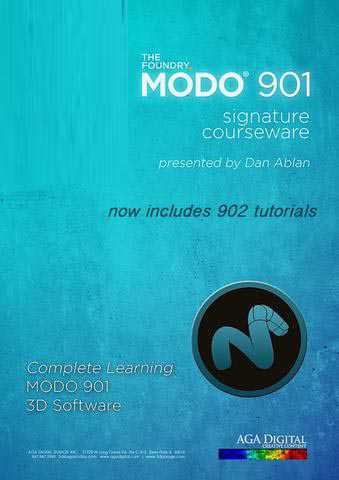 THE
FOUNDRY.
MODO® 901
signature
courseware
presented by Dan Ablan
now includes 902 tutorials
Complete Learning
MODO 901
3D Software
AGA DIGITAL
CREATIVE CONTENT